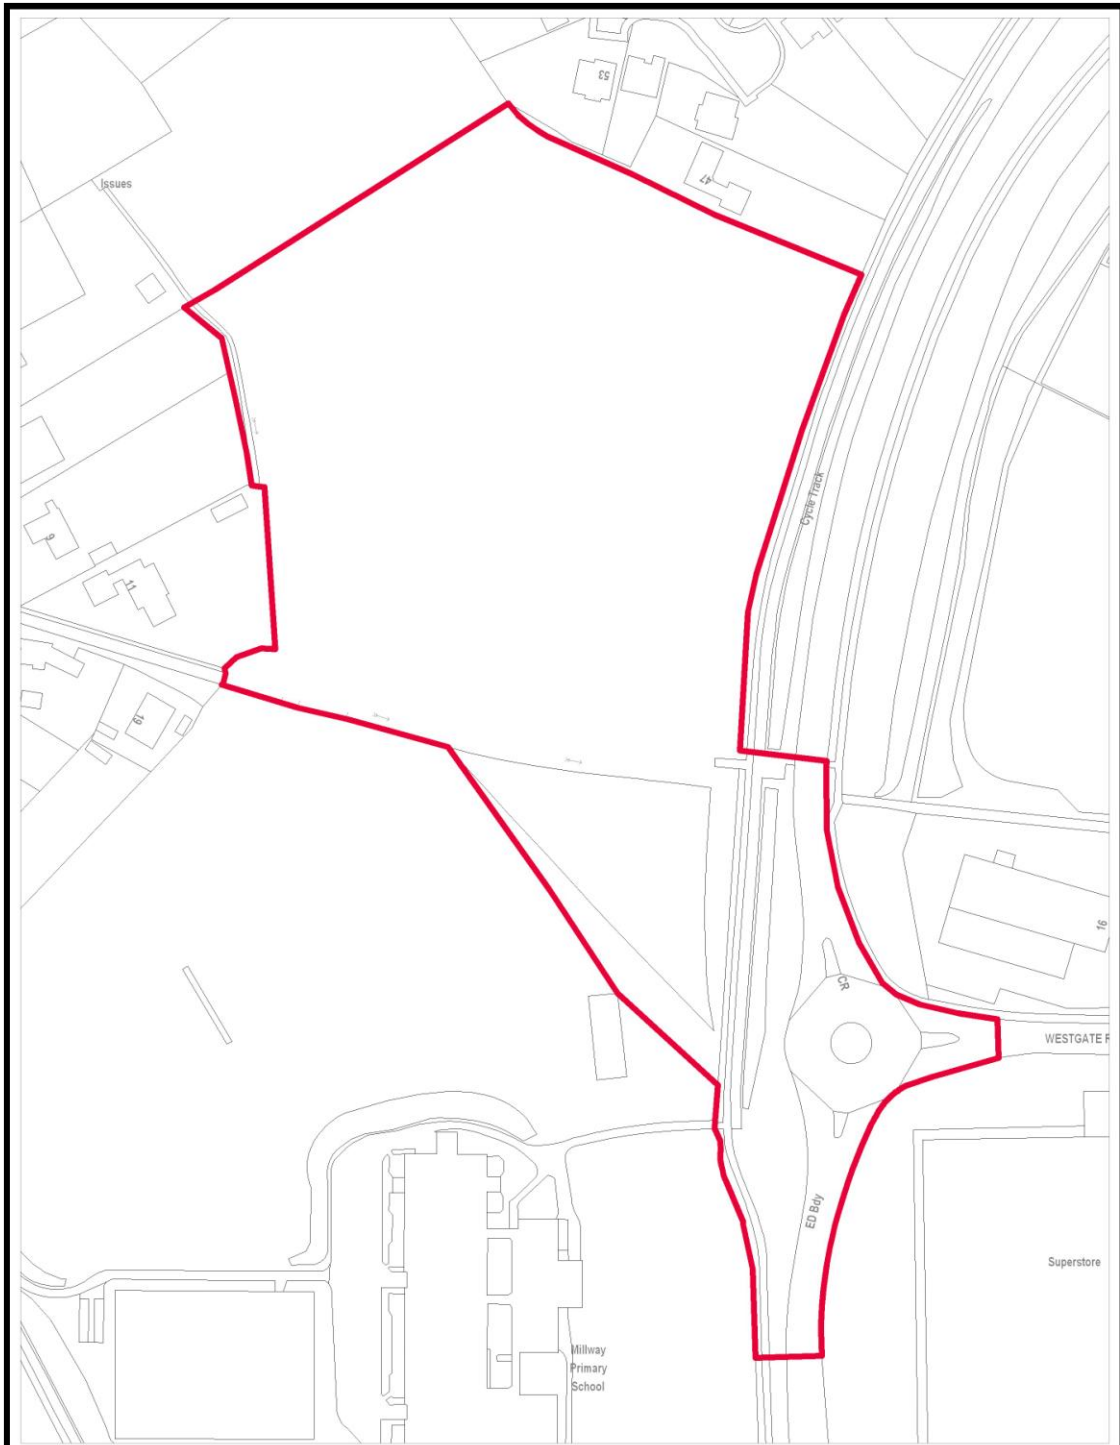 53
47
Issues
Cycle Track
9
11
19
16
CR
WESTGATE R
ED Bdy
Superstore
Millway
Primary
School